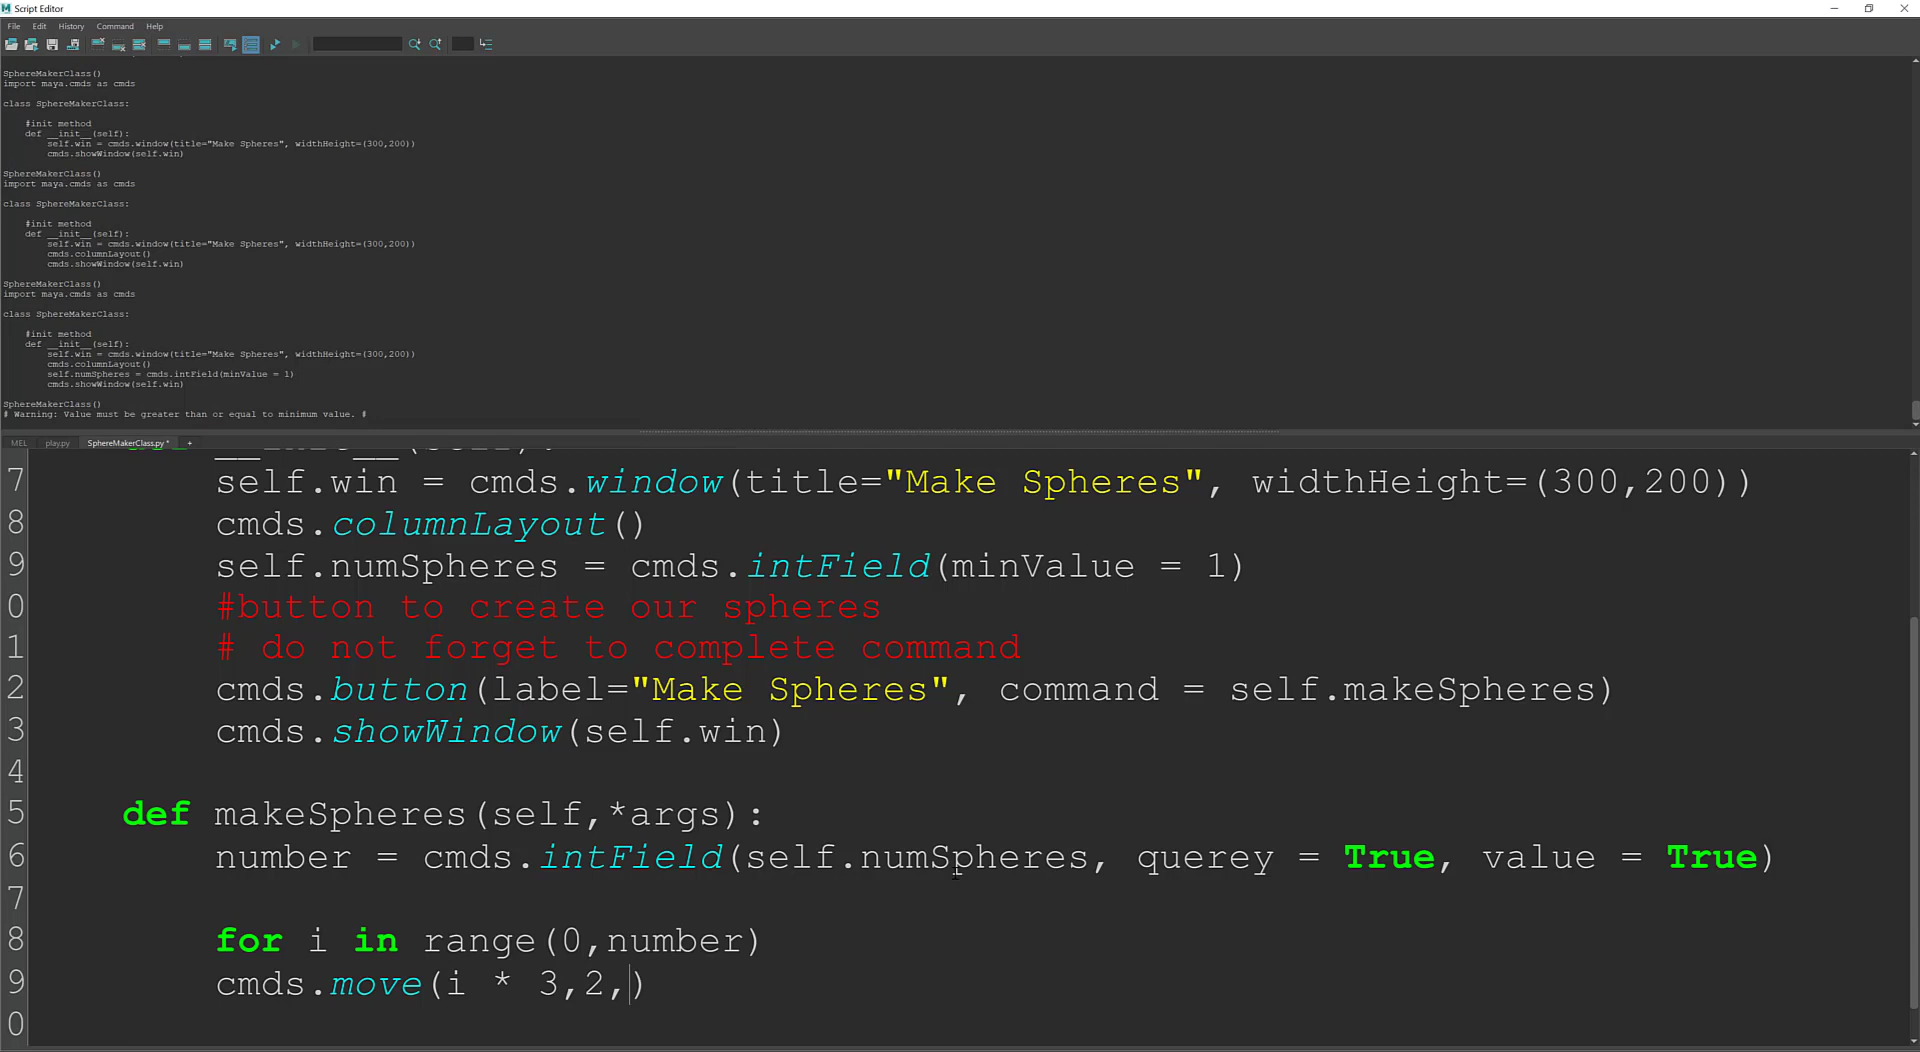 Script Editor
File Edit History Command Help
SphereMakerClass()
import maya.cmds as cmds
class SphereMakerClass:
#init method
def __init__(self):
self.win = cmds.window(title="Make Spheres", widthHeight=(300,200))
cmds.showWindow(self.win)
SphereMakerClass()
import maya.cmds as cmds
class SphereMakerClass:
#init method
def __init__(self):
self.win = cmds.window(title="Make Spheres", widthHeight=(300,200))
cmds.columnLayout()
cmds.showWindow(self.win)
SphereMakerClass()
import maya.cmds as cmds
class SphereMakerClass:
#init method
def __init__(self):
self.win = cmds.window(title="Make Spheres", widthHeight=(300,200))
cmds.columnLayout()
self.numSpheres = cmds.intField(minValue = 1)
cmds.showWindow(self.win)
SphereMakerClass()
# Warning: Value must be greater than or equal to minimum value. #
MEL play.py SphereMakerClass.py * +
def __init__(self):
7 self.win = cmds.window(title="Make Spheres", widthHeight=(300,200))
8 cmds.columnLayout()
9 self.numSpheres = cmds.intField(minValue = 1)
0 #button to create our spheres
1 # do not forget to complete command
2 cmds.button(label="Make Spheres", command = self.makeSpheres)
3 cmds.showWindow(self.win)
4
5 def makeSpheres(self,*args):
6 number = cmds.intField(self.numSpheres, querey = True, value = True)
7
8 for i in range(0,number)
9 cmds.move(i * 3,2,)
0